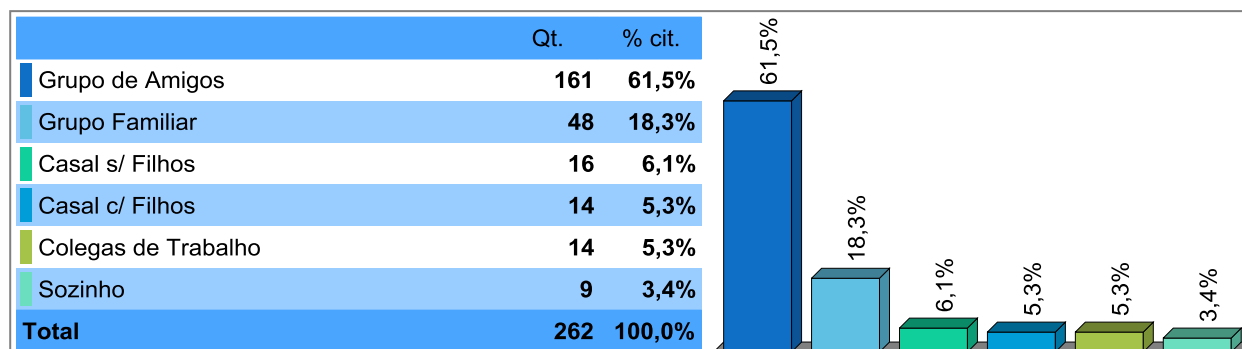 Qt. % cit.
Grupo de Amigos 161 61,5%
Grupo Familiar 48 18,3%
Casal s/ Filhos 16 6,1%
Casal c/ Filhos 14 5,3%
Colegas de Trabalho 14 5,3%
Sozinho 9 3,4%
Total 262 100,0%
61,5%
18,3%
6,1%
5,3%
5,3%
3,4%